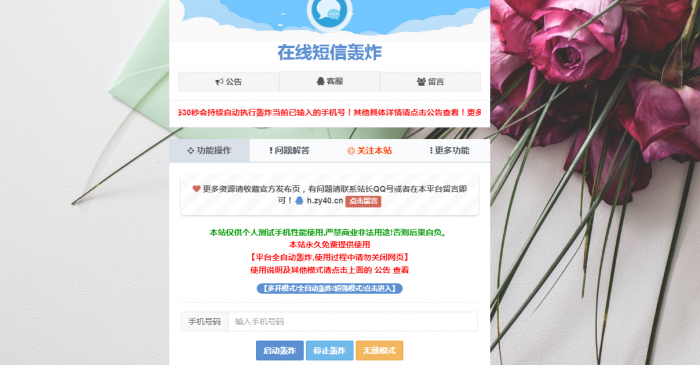 在线短信轰炸
公告
客服
留言
30秒会持续自动执行轰炸当前已输入的手机号！其他具体详情请点击公告查看！更多
功能操作
问题解答
关注本站
更多功能
更多资源请收藏官方发布页，有问题请联系站长QQ号或者在本平台留言即
可！ h.zy40.cn 点击留言
本站仅供个人测试手机性能使用,严禁商业非法用途!否则后果自负。
本站永久免费提供使用
【平台全自动轰炸,使用过程中请勿关闭网页】
使用说明及其他模式请点击上面的 公告 查看
【多开模式/全自动轰炸/超强模式/点击进入】
手机号码
输入手机号码
启动轰炸
停止轰炸
无敌模式